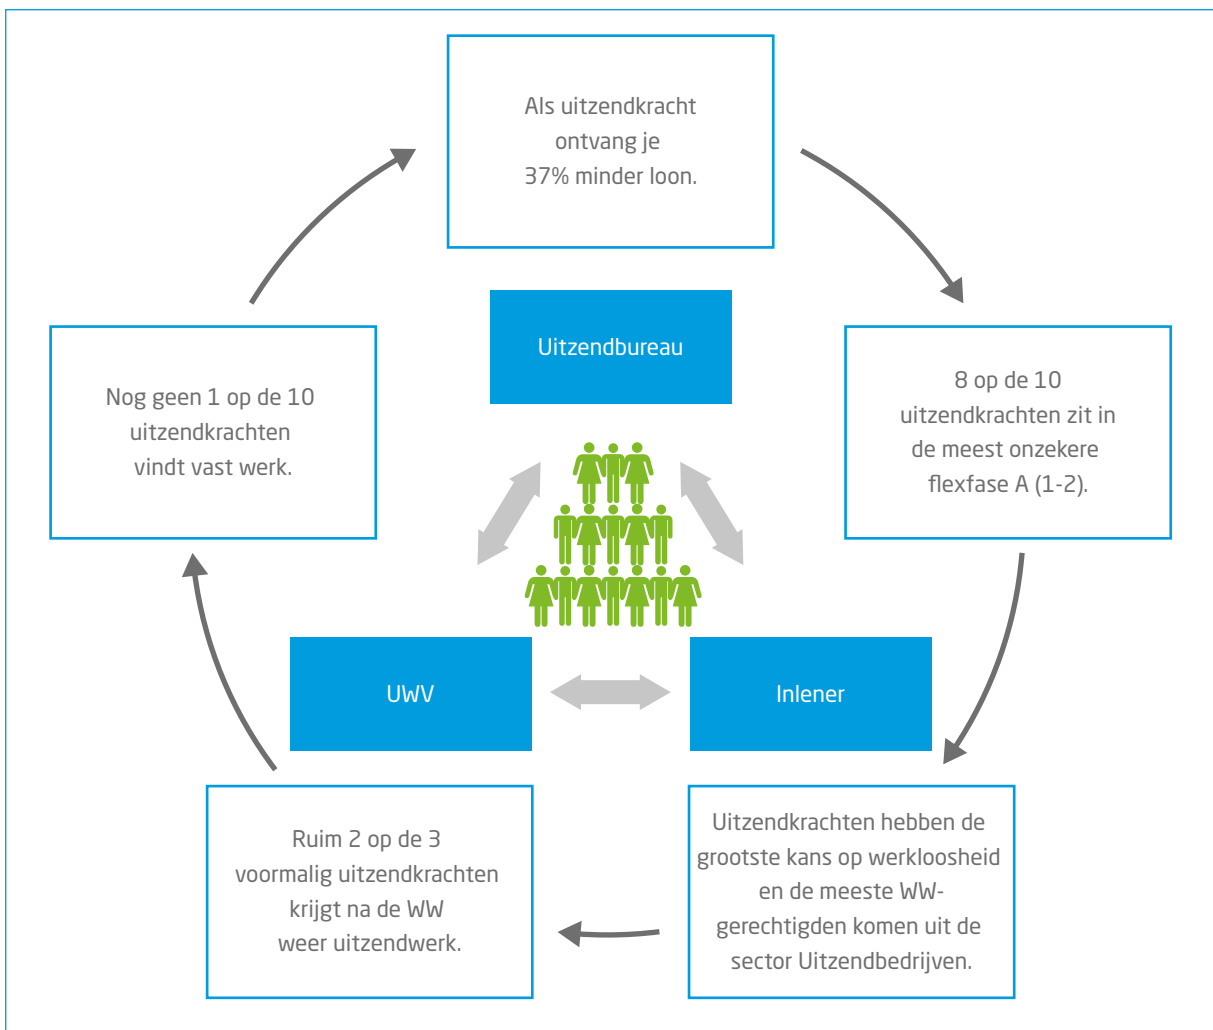 Als uitzendkracht
ontvang je
37% minder loon.
Uitzendbureau
8 op de 10
uitzendkrachten zit in
de meest onzekere
flexfase A (1-2).
Nog geen 1 op de 10
uitzendkrachten
vindt vast werk.
UWV
Inlener
Ruim 2 op de 3
voormalig uitzendkrachten
krijgt na de WW
weer uitzendwerk.
Uitzendkrachten hebben de
grootste kans op werkloosheid
en de meeste WW-
gerechtigden komen uit de
sector Uitzendbedrijven.